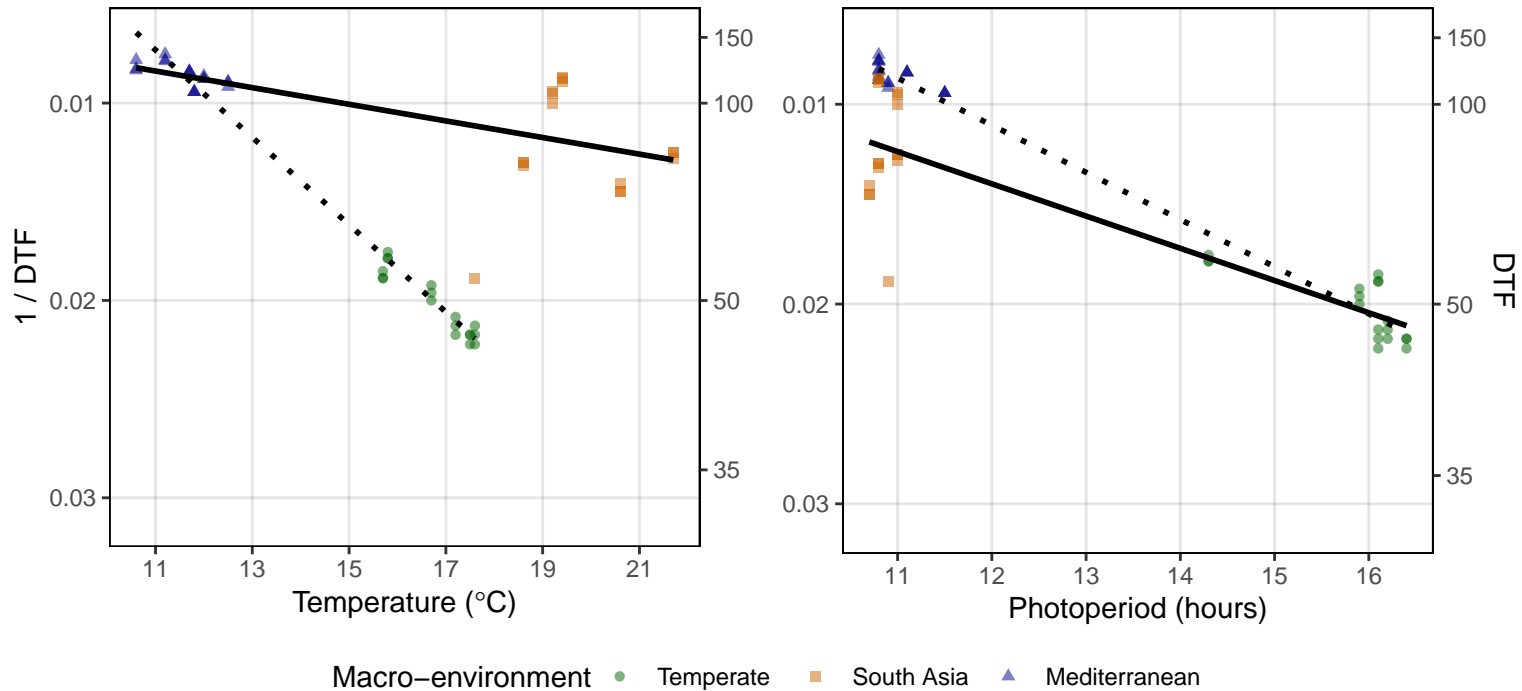 1 / DTF
0.01
0.02
0.03
150
100
50
35
11 13 15 17 19 21
Temperature (°C)
0.01
0.02
0.03
150
100
50
35
DTF
11 12 13 14 15 16
Photoperiod (hours)
Macro−environment Temperate South Asia Mediterranean